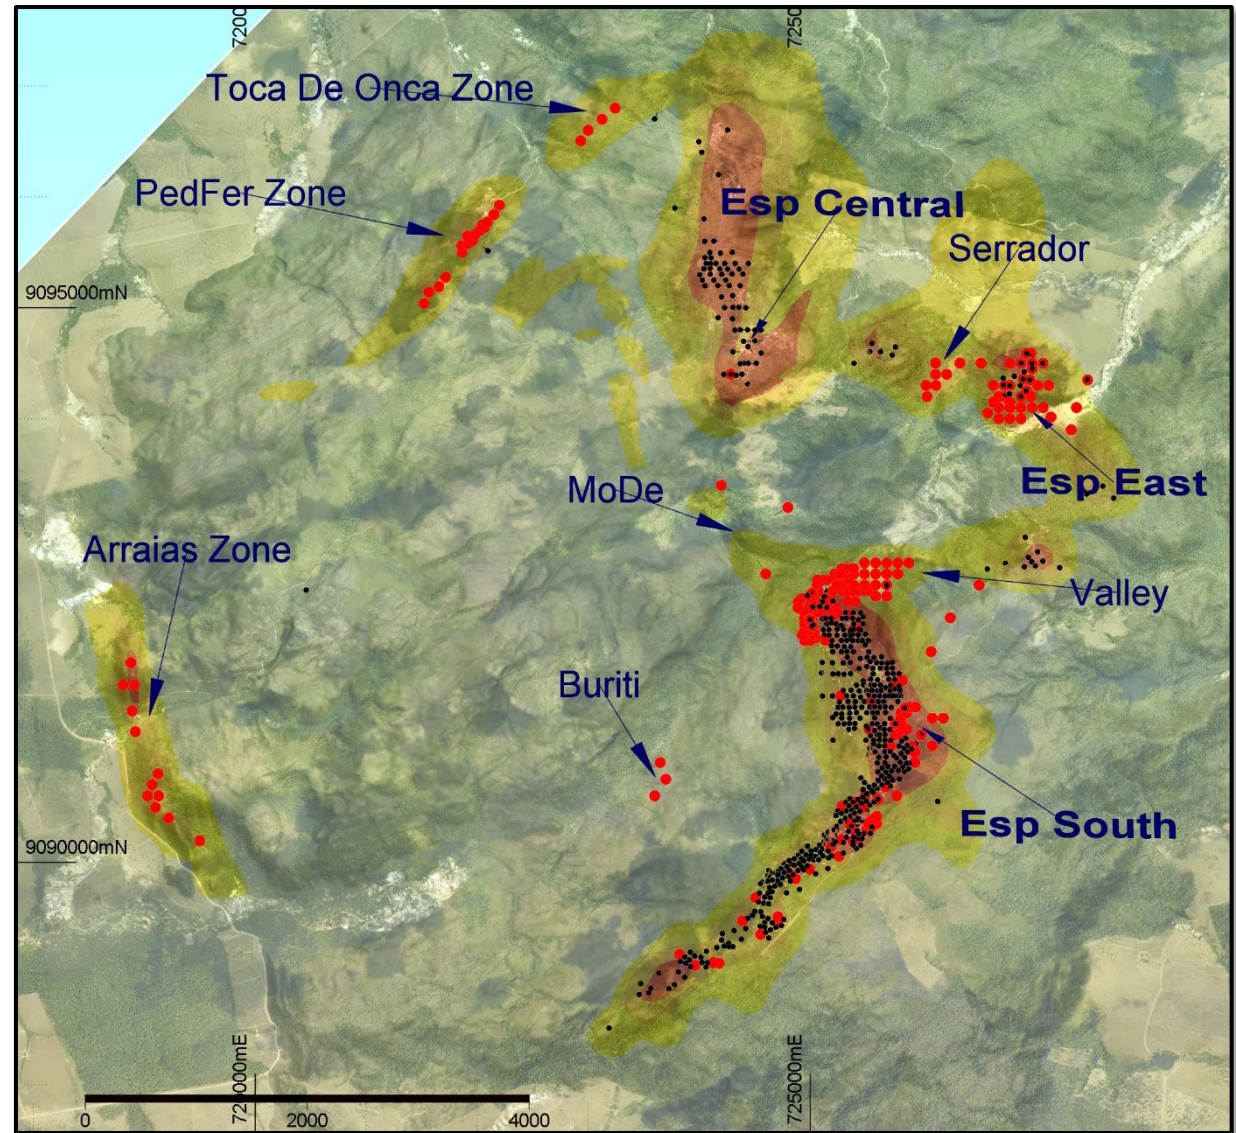 7200
7250
Toca De Onca Zone
PedFer Zone
Esp Central
Serrador
9095000mN
Esp East
MoDe
Arraias Zone
Valley
Buriti
Esp South
9090000mN
720000mE
725000mE
0
2000
4000